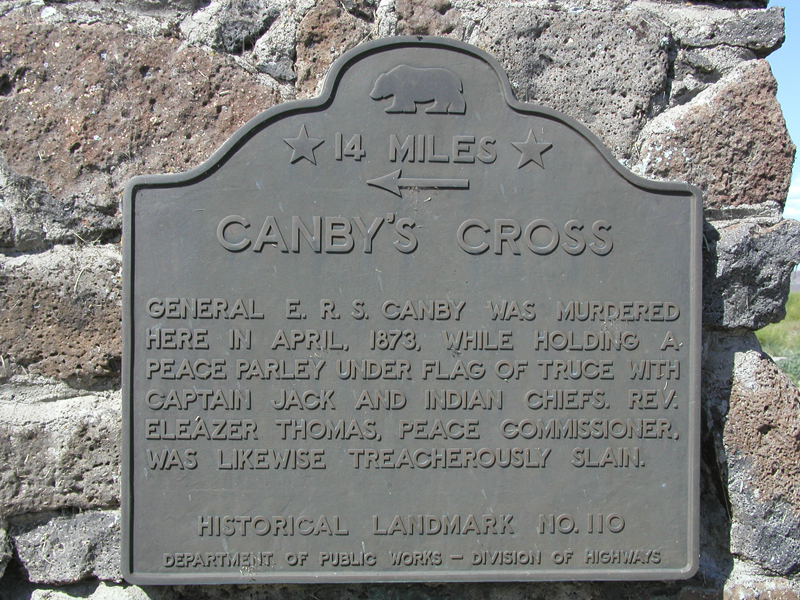 14 MILES
CANBY'S CROSS
GENERAL E. R. S. CANBY WAS MURDERED
HERE IN APRIL, 1873, WHILE HOLDING A
PEACE PARLEY UNDER FLAG OF TRUCE WITH
CAPTAIN JACK AND INDIAN CHIEFS. REV.
ELEAZER THOMAS, PEACE COMMISSIONER,
WAS LIKEWISE TREACHEROUSLY SLAIN.
HISTORICAL LANDMARK NO. 110
DEPARTMENT OF PUBLIC WORKS – DIVISION OF HIGHWAYS